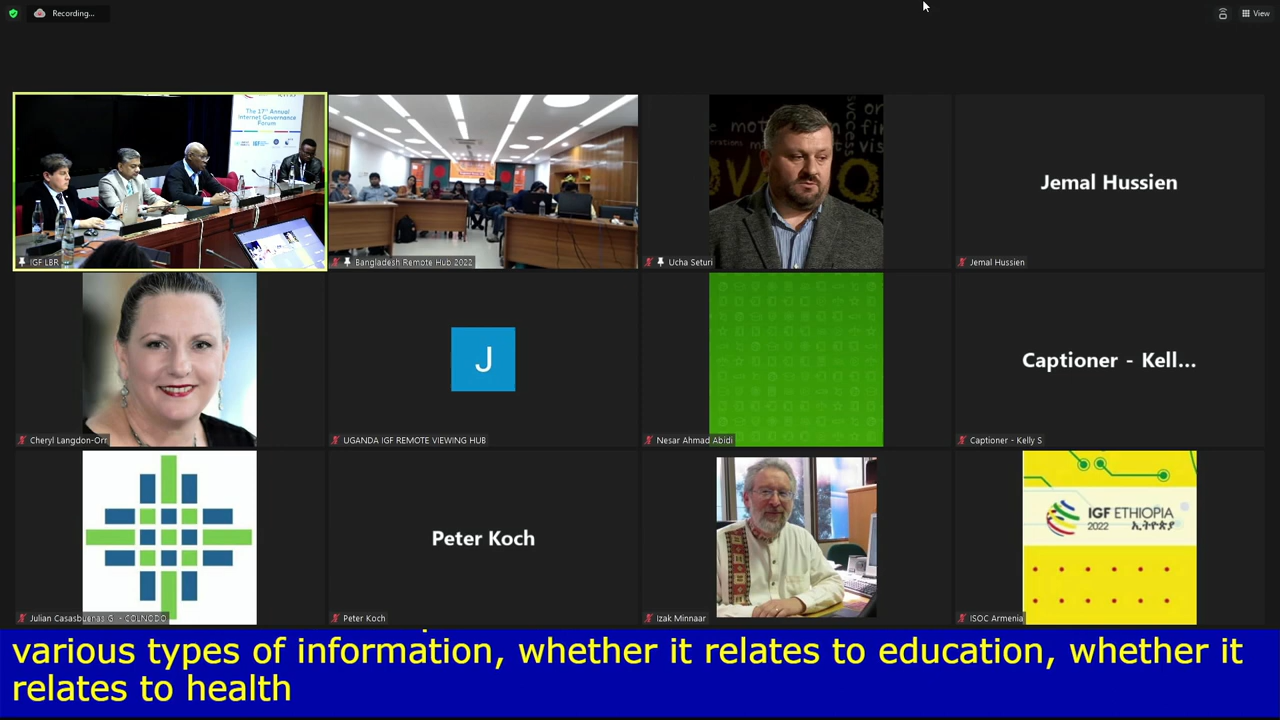 Recording...
View
The 17th Annual
Internet Governance
Forum
IGF LBR
Bangladesh Remote Hub 2022
Ucha Seturi
Jemal Hussien
Jemal Hussien
Cheryl Langdon-Orr
J
UGANDA IGF REMOTE VIEWING HUB
Nesar Ahmad Abidi
Captioner - Kell...
Captioner - Kelly S
Julian Casasbuenas G. - COLNODO
Peter Koch
Peter Koch
Izak Minnaar
IGF ETHIOPIA
2022 ኢትዮጵያ
ISOC Armenia
various types of information, whether it relates to education, whether it
relates to health